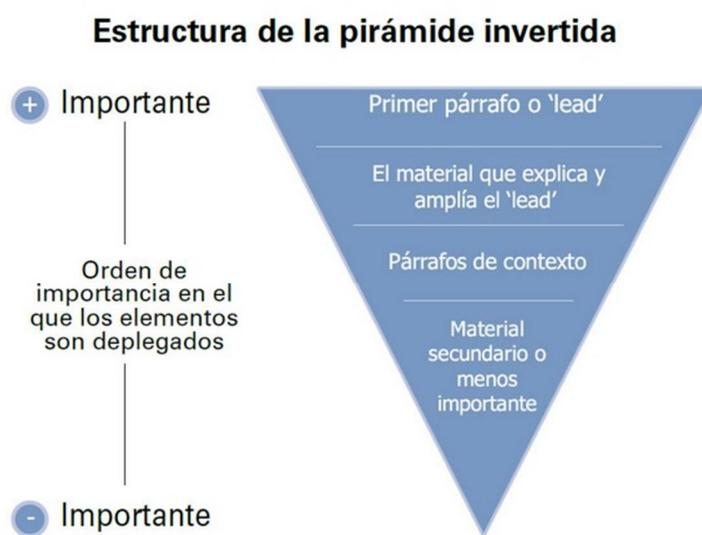 Estructura de la pirámide invertida
+ Importante
Orden de
importancia en el
que los elementos
son deplegados
- Importante
Primer párrafo o ‘lead’
El material que explica y
amplía el ‘lead’
Párrafos de contexto
Material
secundario o
menos
importante